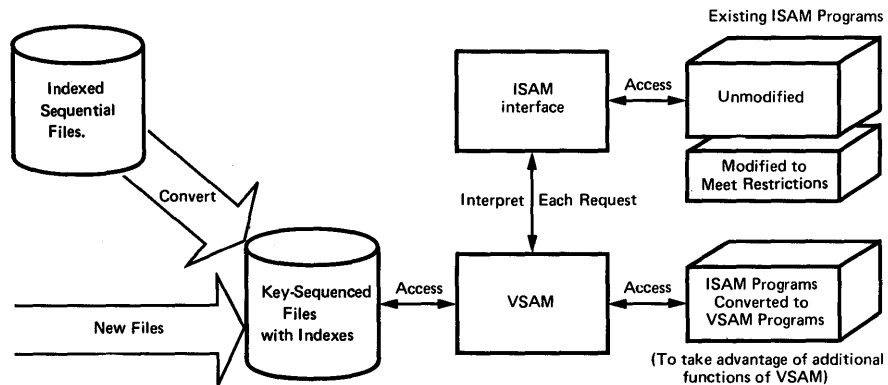 Existing ISAM Programs
Indexed
Sequential
Files.
ISAM
interface
Access
Unmodified
Modified to
Meet Restrictions
Convert
Interpret Each Request
New Files
Key-Sequenced
Files
with Indexes
Access
VSAM
Access
ISAM Programs
Converted to
VSAM Programs
(To take advantage of additional
functions of VSAM)